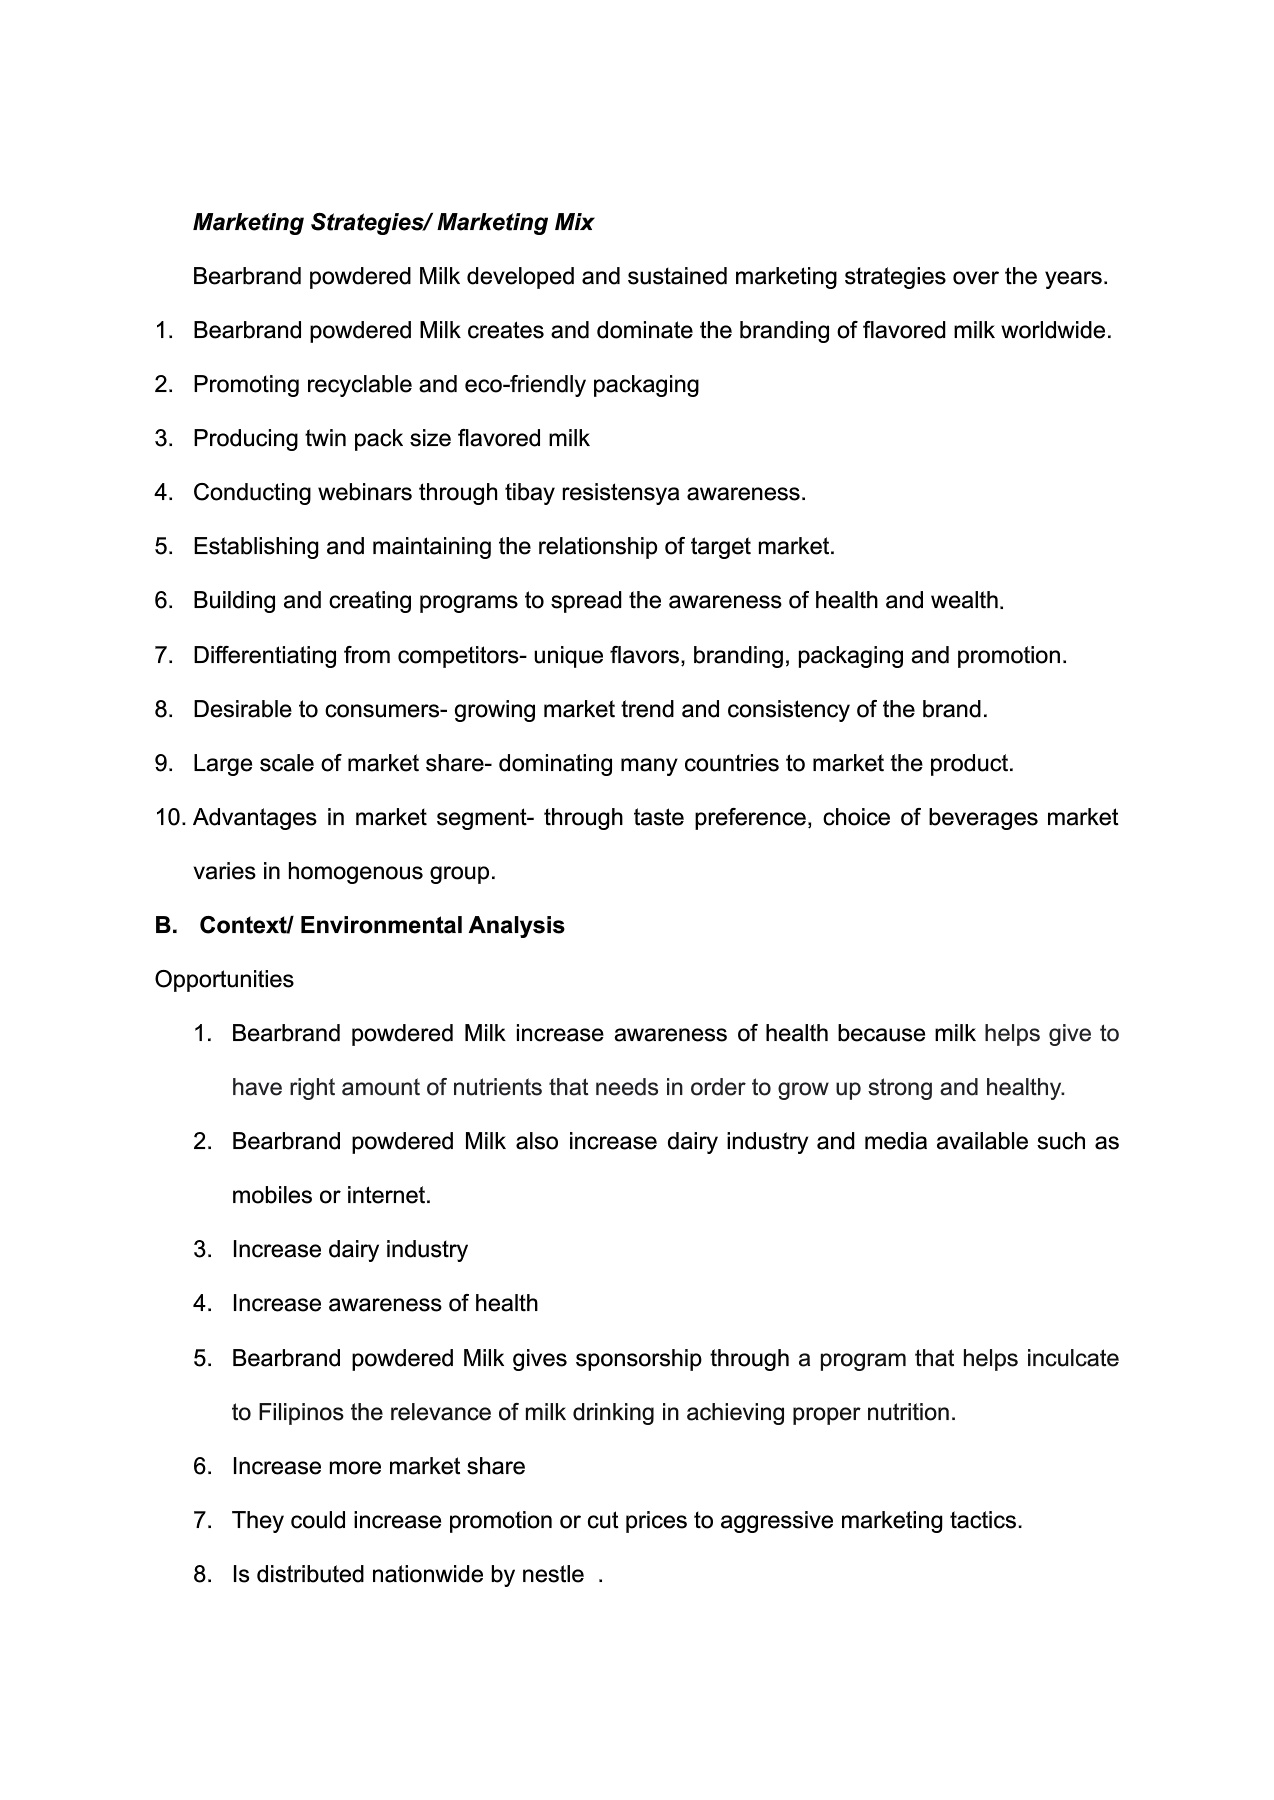 Marketing Strategies/ Marketing Mix
Bearbrand powdered Milk developed and sustained marketing strategies over the years.
1. Bearbrand powdered Milk creates and dominate the branding of flavored milk worldwide.
2. Promoting recyclable and eco-friendly packaging
3. Producing twin pack size flavored milk
4. Conducting webinars through tibay resistensya awareness.
5. Establishing and maintaining the relationship of target market.
6. Building and creating programs to spread the awareness of health and wealth.
7. Differentiating from competitors- unique flavors, branding, packaging and promotion.
8. Desirable to consumers- growing market trend and consistency of the brand.
9. Large scale of market share- dominating many countries to market the product.
10. Advantages in market segment- through taste preference, choice of beverages market
varies in homogenous group.
B. Context/ Environmental Analysis
Opportunities
1. Bearbrand powdered Milk increase awareness of health because milk helps give to
have right amount of nutrients that needs in order to grow up strong and healthy.
2. Bearbrand powdered Milk also increase dairy industry and media available such as
mobiles or internet.
3. Increase dairy industry
4. Increase awareness of health
5. Bearbrand powdered Milk gives sponsorship through a program that helps inculcate
to Filipinos the relevance of milk drinking in achieving proper nutrition.
6. Increase more market share
7. They could increase promotion or cut prices to aggressive marketing tactics.
8. Is distributed nationwide by nestle .